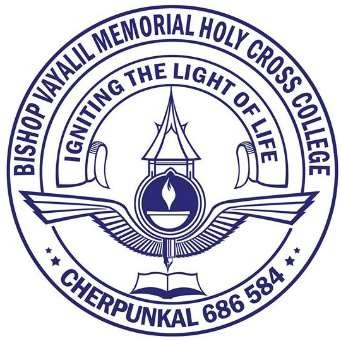 BISHOP VAYALIL MEMORIAL HOLY CROSS COLLEGE
IGNITING THE LIGHT OF LIFE
CHERPUNKAL 686 584